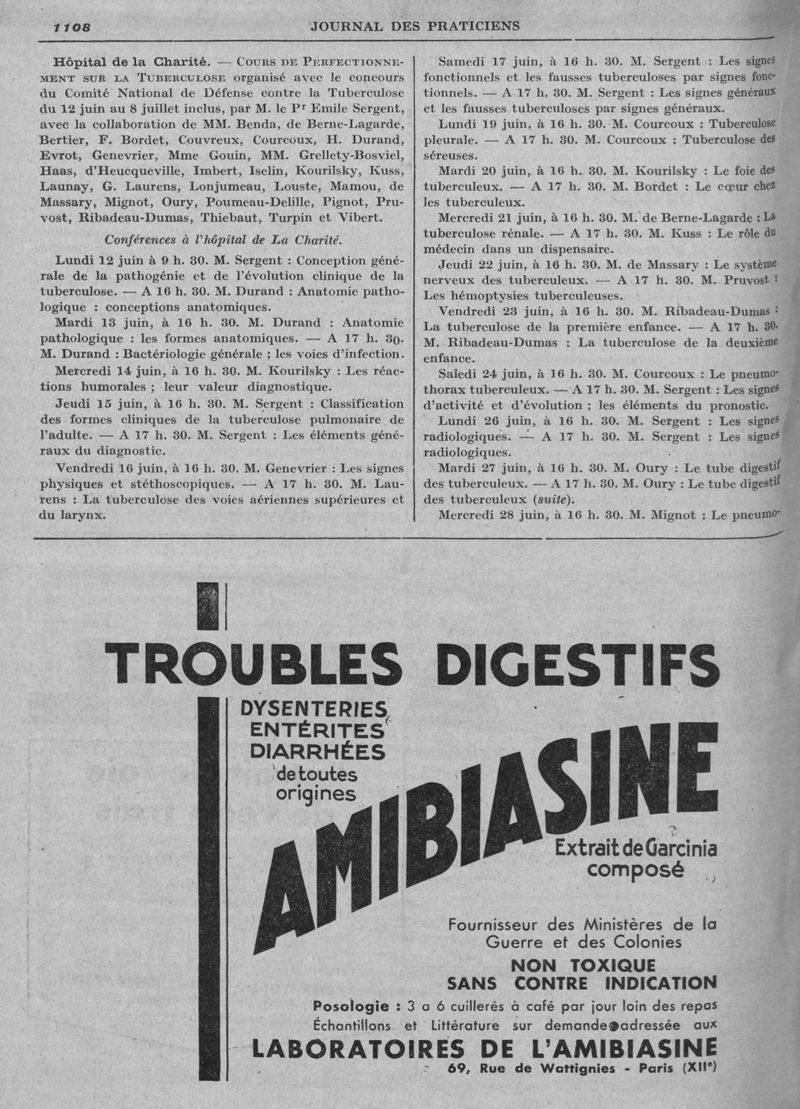 1108
JOURNAL DES PRATICIENS
Hôpital de la Charité. — COURS DE PERFECTIONNE-
MENT SUR LA TUBERCULOSE organisé avec le concours
du Comité National de Défense contre la Tuberculose
du 12 juin au 8 juillet inclus, par M. le Pr Emile Sergent,
avec la collaboration de MM. Benda, de Berne-Lagarde,
Bertier, F. Bordet, Couvreux, Courcoux, H. Durand,
Evrot, Genevrier, Mme Gouin, MM. Grellety-Bosviel,
Haas, d'Heucqueville, Imbert, Iselin, Kourilsky, Kuss,
Launay, G. Laurens, Lonjumeau, Louste, Mamou, de
Massary, Mignot, Oury, Poumeau-Delille, Pignot, Pru-
vost, Ribadeau-Dumas, Thiebaut, Turpin et Vibert.
Conférences à l'hôpital de La Charité.
Lundi 12 juin à 9 h. 30. M. Sergent : Conception géné-
rale de la pathogénie et de l'évolution clinique de la
tuberculose. — A 16 h. 30. M. Durand : Anatomie patho-
logique : conceptions anatomiques.
Mardi 13 juin, à 16 h. 30. M. Durand : Anatomie
pathologique : les formes anatomiques. — A 17 h. 30.
M. Durand : Bactériologie générale ; les voies d'infection.
Mercredi 14 juin, à 16 h. 30. M. Kourilsky : Les réac-
tions humorales ; leur valeur diagnostique.
Jeudi 15 juin, à 16 h. 30. M. Sergent : Classification
des formes cliniques de la tuberculose pulmonaire de
l'adulte. — A 17 h. 30. M. Sergent : Les éléments géné-
raux du diagnostic.
Vendredi 16 juin, à 16 h. 30. M. Genevrier : Les signes
physiques et stéthoscopiques. — A 17 h. 30. M. Lau-
rens : La tuberculose des voies aériennes supérieures et
du larynx.
Samedi 17 juin, à 16 h. 30. M. Sergent : Les signes
fonctionnels et les fausses tuberculoses par signes fonc-
tionnels. — A 17 h. 30. M. Sergent : Les signes généraux
et les fausses tuberculoses par signes généraux.
Lundi 19 juin, à 16 h. 30. M. Courcoux : Tuberculose
pleurale. — A 17 h. 30. M. Courcoux : Tuberculose des
séreuses.
Mardi 20 juin, à 16 h. 30. M. Kourilsky : Le foie des
tuberculeux. — A 17 h. 30. M. Bordet : Le cœur chez
les tuberculeux.
Mercredi 21 juin, à 16 h. 30. M. de Berne-Lagarde : La
tuberculose rénale. — A 17 h. 30. M. Kuss : Le rôle du
médecin dans un dispensaire.
Jeudi 22 juin, à 16 h. 30. M. de Massary : Le système
nerveux des tuberculeux. — A 17 h. 30. M. Pruvost :
Les hémoptysies tuberculeuses.
Vendredi 23 juin, à 16 h. 30. M. Ribadeau-Dumas :
La tuberculose de la première enfance. — A 17 h. 30.
M. Ribadeau-Dumas : La tuberculose de la deuxième
enfance.
Saîedi 24 juin, à 16 h. 30. M. Courcoux : Le pneumo-
thorax tuberculeux. — A 17 h. 30. M. Sergent : Les signes
d'activité et d'évolution ; les éléments du pronostic.
Lundi 26 juin, à 16 h. 30. M. Sergent : Les signes
radiologiques. — A 17 h. 30. M. Sergent : Les signes
radiologiques.
Mardi 27 juin, à 16 h. 30. M. Oury : Le tube digestif
des tuberculeux. — A 17 h. 30. M. Oury : Le tube digestif
des tuberculeux (suite).
Mercredi 28 juin, à 16 h. 30. M. Mignot : Le pneumo-
TROUBLES DIGESTIFS
DYSENTERIES
ENTÉRITES
DIARRHÉES
de toutes
origines
AMIBIASINE
Extrait de Garcinia
composé
Fournisseur des Ministères de la
Guerre et des Colonies
NON TOXIQUE
SANS CONTRE INDICATION
Posologie : 3 a 6 cuillerés à café par jour loin des repas
Échantillons et Littérature sur demande adressée aux
LABORATOIRES DE L'AMIBIASINE
69, Rue de Wattignies - Paris (XIIe)